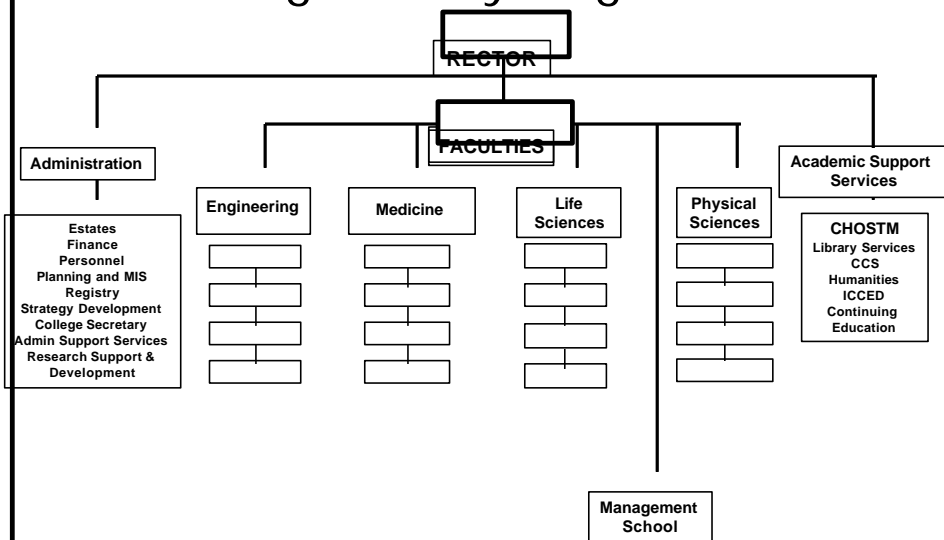 RECTOR
FACULTIES
Administration
Academic Support
Services
Engineering
Medicine
Life
Sciences
Physical
Sciences
Estates
Finance
Personnel
Planning and MIS
Registry
Strategy Development
College Secretary
Admin Support Services
Research Support &
Development
CHOSTM
Library Services
CCS
Humanities
ICCED
Continuing
Education
Management
School